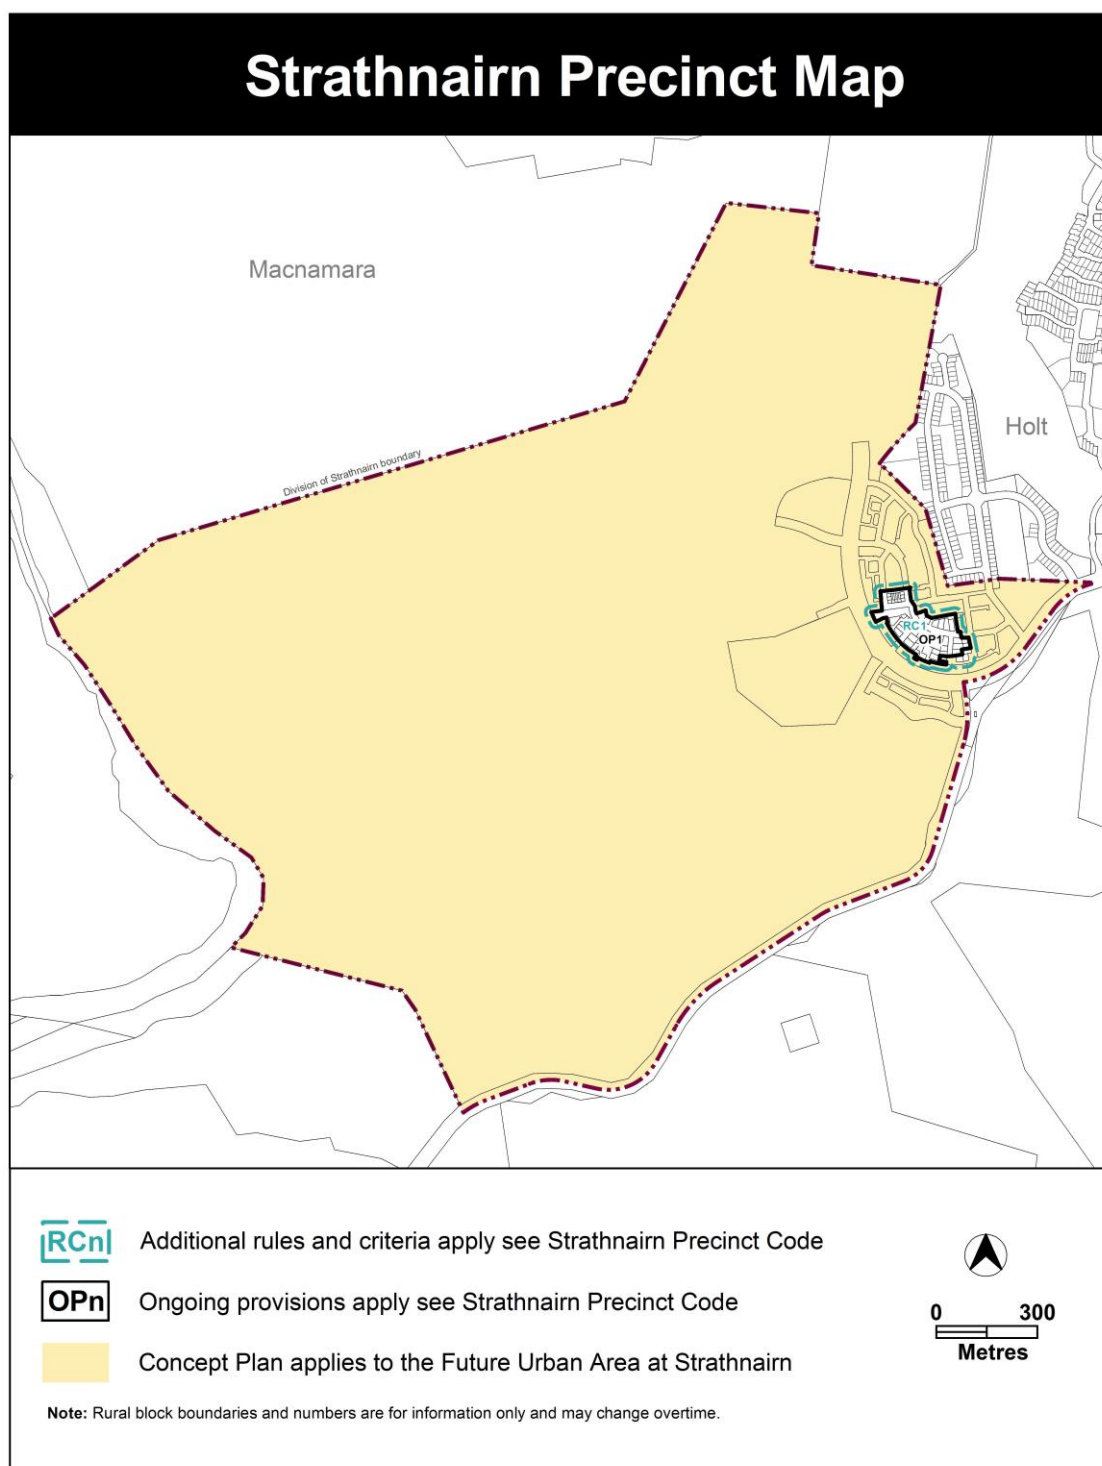 Strathnairn Precinct Map
Macnamara
Holt
Division of Strathnairn boundary
RC1
OP1
RCn Additional rules and criteria apply see Strathnairn Precinct Code
OPn Ongoing provisions apply see Strathnairn Precinct Code
Concept Plan applies to the Future Urban Area at Strathnairn
0 300
Metres
Note: Rural block boundaries and numbers are for information only and may change overtime.